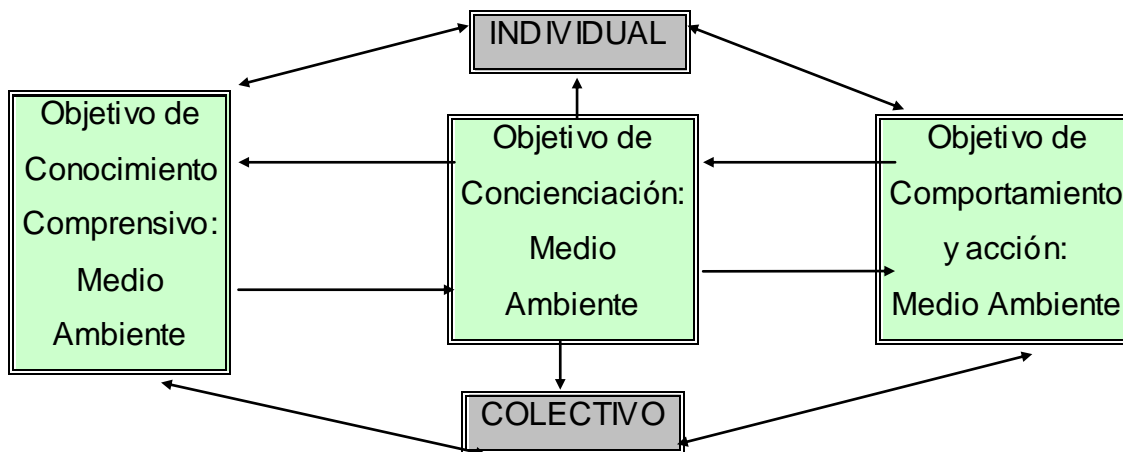 INDIVIDUAL
Objetivo de
Conocimiento
Comprensivo:
Medio
Ambiente
Objetivo de
Concienciación:
Medio
Ambiente
Objetivo de
Comportamiento
y acción:
Medio Ambiente
COLECTIVO